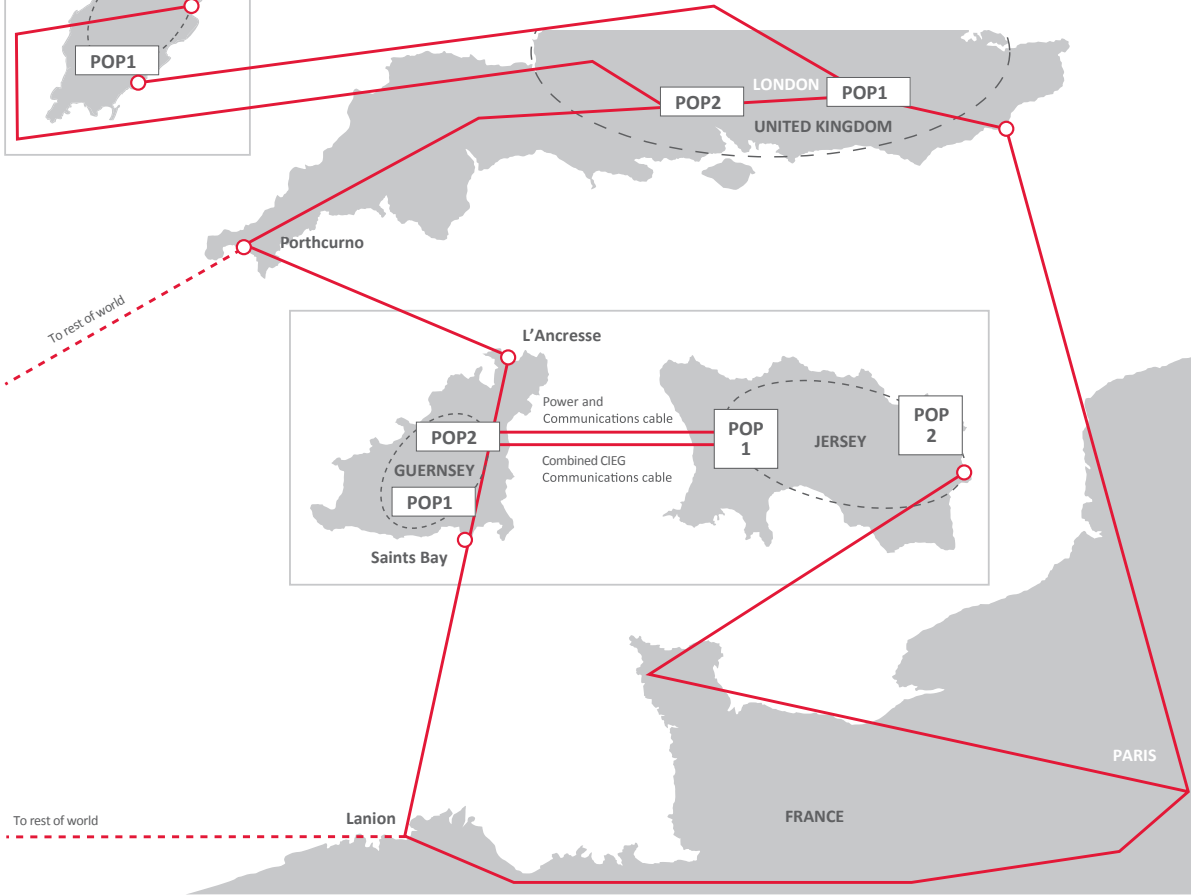 POP1
LONDON
POP1
POP2
UNITED KINGDOM
Porthcurno
To rest of world
L'Ancresse
Power and
Communications cable
POP
1
POP
2
JERSEY
POP2
Combined CIEG
Communications cable
GUERNSEY
POP1
Saints Bay
PARIS
To rest of world
Lanion
FRANCE